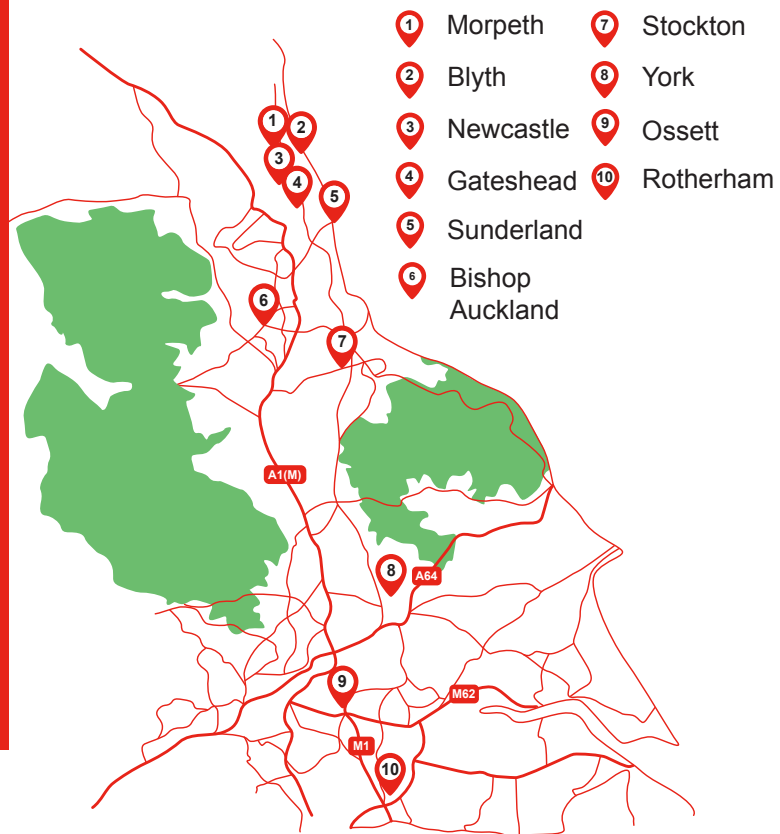 1 Morpeth
2 Blyth
3 Newcastle
4 Gateshead
5 Sunderland
6 Bishop
Auckland
7 Stockton
8 York
9 Ossett
10 Rotherham
1
2
3
4
5
6
7
A1(M)
8
A64
9
M62
M1
10